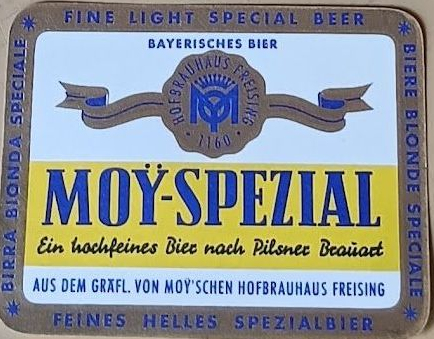 FINE LIGHT SPECIAL BEER
BIERE BLONDE SPECIALE
FEINES HELLES SPEZIALBIER
BIRRA BIONDA SPECIALE
BAYERISCHES BIER
HOFBRÄUHAUS FREISING
1160
MOŸ-SPEZIAL
Ein hochfeines Bier nach Pilsner Brauart
AUS DEM GRÄFL. VON MOŸ'SCHEN HOFBRAUHAUS FREISING